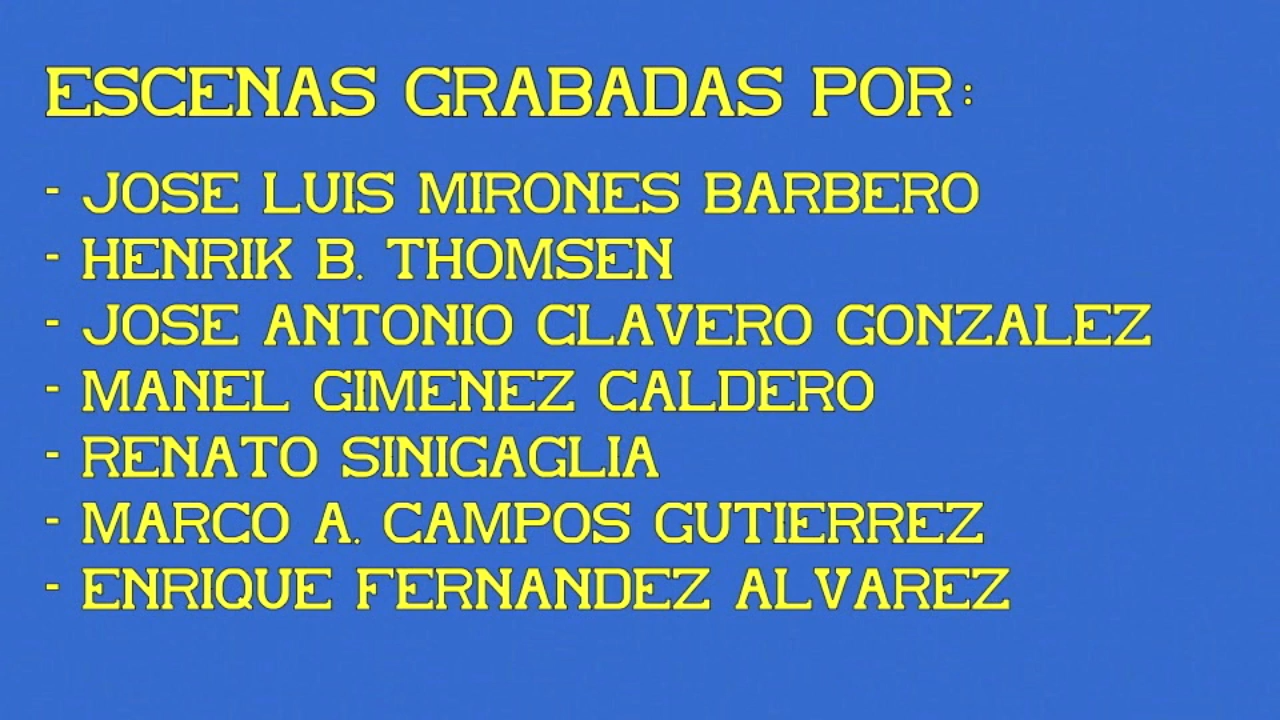 ESCENAS GRABADAS POR:
- JOSE LUIS MIRONES BARBERO
- HENRIK B. THOMSEN
- JOSE ANTONIO CLAVERO GONZALEZ
- MANEL GIMENEZ CALDERO
- RENATO SINIGAGLIA
- MARCO A. CAMPOS GUTIERREZ
- ENRIQUE FERNANDEZ ALVAREZ